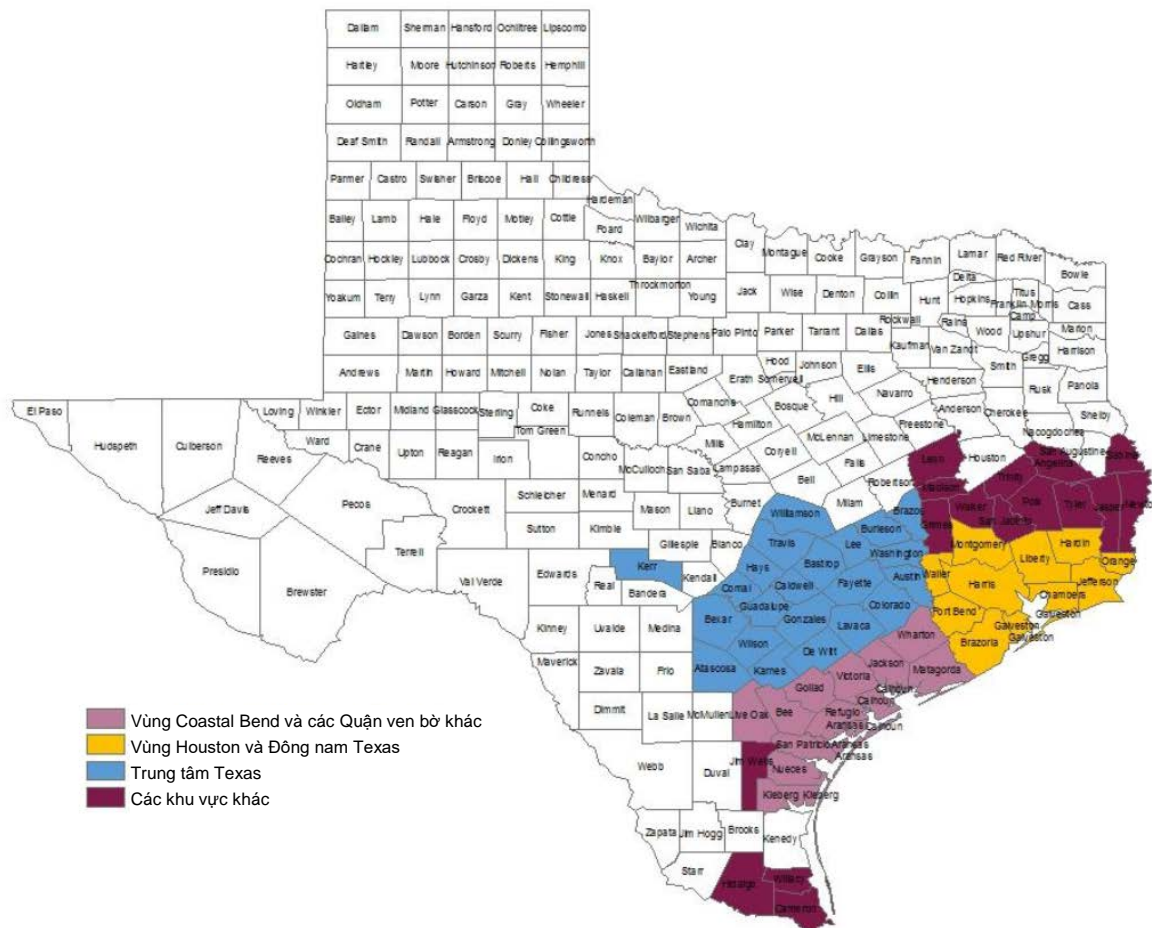 Dallam Sherman Hansford Ochiltree Lipscomb
Hartley Moore Hutchinson Roberts Hemphill
Oldham Potter Carson Gray Wheeler
Deaf Smith Randall Armstrong Donley Collingsworth
Parmer Castro Swisher Briscoe Hall Childress
Hardeman
Bailey Lamb Hale Floyd Motley Cottle Foard Wilbarger Wichita
Clay Montague Cooke Grayson Fannin Lamar Red River Bowie
Cochran Hockley Lubbock Crosby Dickens King Knox Baylor Archer
Delta Titus
Yoakum Terry Lynn Garza Kent Stonewall Haskell Throckmorton Young Jack Wise Denton Collin Hunt Hopkins Franklin Morris Cass
Camp
Rockwall Rains Wood Upshur Marion
Gaines Dawson Borden Scurry Fisher Jones Shackelford Stephens Palo Pinto Parker Tarrant Dallas Kaufman Van Zandt Gregg Harrison
Andrews Martin Howard Mitchell Nolan Taylor Callahan Eastland Erath Somervell Hood Johnson Ellis Henderson Smith Rusk Panola
El Paso Hudspeth Culberson Loving Winkler Ector Midland Glasscock Sterling Coke Runnels Coleman Brown Comanche Bosque Hill Navarro Anderson Cherokee Shelby
Reeves Ward Crane Upton Reagan Irion Tom Green Concho McCulloch San Saba Mills Hamilton Coryell McLennan Limestone Freestone Nacogdoches
Lampasas Bell Falls Robertson Leon Houston Angelina San Augustine Sabine
Jeff Davis Pecos Crockett Schleicher Menard Mason Llano Burnet Milam Madison Trinity
Williamson Burleson Brazos Grimes Walker San Jacinto Polk Tyler Jasper Newton
Presidio Brewster Terrell Sutton Kimble Gillespie Blanco Travis Lee Washington Montgomery Liberty Hardin Orange
Val Verde Edwards Kerr Kendall Hays Bastrop Austin Waller Harris Jefferson
Real Bandera Comal Caldwell Fayette Chambers
Kinney Uvalde Medina Bexar Guadalupe Gonzales Colorado Fort Bend Galveston
Galveston
Galveston
Wilson Lavaca Wharton Brazoria
Maverick Zavala Frio Atascosa Karnes De Witt Jackson Matagorda
Dimmit La Salle McMullen Live Oak Bee Goliad Victoria Calhoun
Calhoun
Calhoun
Refugio
Aransas
Aransas
Aransas
Webb Duval Jim Wells San Patricio Nueces
Kleberg Kleberg
Zapata Jim Hogg Brooks Kenedy
Starr Hidalgo Willacy
Cameron
Vùng Coastal Bend và các Quận ven bờ khác
Vùng Houston và Đông nam Texas
Trung tâm Texas
Các khu vực khác